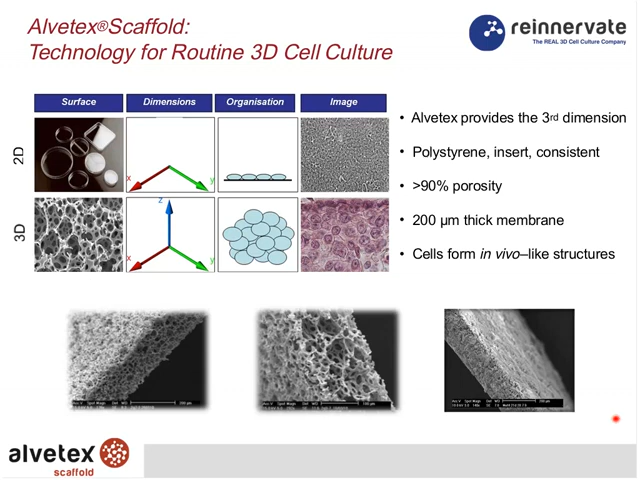 Alvetex®Scaffold:
Technology for Routine 3D Cell Culture
reinnervate
The REAL 3D Cell Culture Company
Surface Dimensions Organisation Image
2D
x y
3D
z
x y
• Alvetex provides the 3rd dimension
• Polystyrene, insert, consistent
• >90% porosity
• 200 µm thick membrane
• Cells form in vivo–like structures
alvetex
scaffold